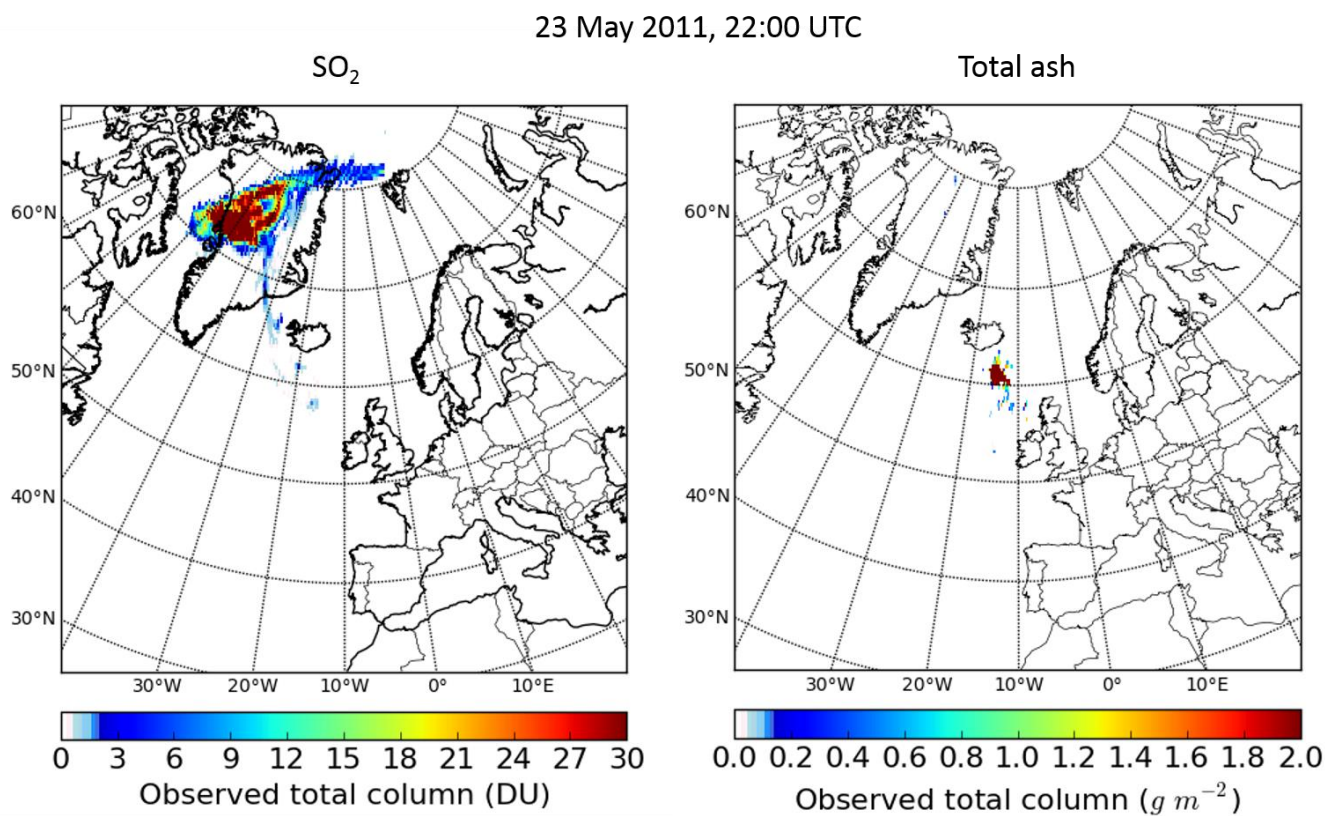 23 May 2011, 22:00 UTC
SO₂
Total ash
60°N
50°N
40°N
30°N
30°W 20°W 10°W 0° 10°E
0 3 6 9 12 15 18 21 24 27 30
Observed total column (DU)
60°N
50°N
40°N
30°N
30°W 20°W 10°W 0° 10°E
0.0 0.2 0.4 0.6 0.8 1.0 1.2 1.4 1.6 1.8 2.0
Observed total column (g m⁻²)